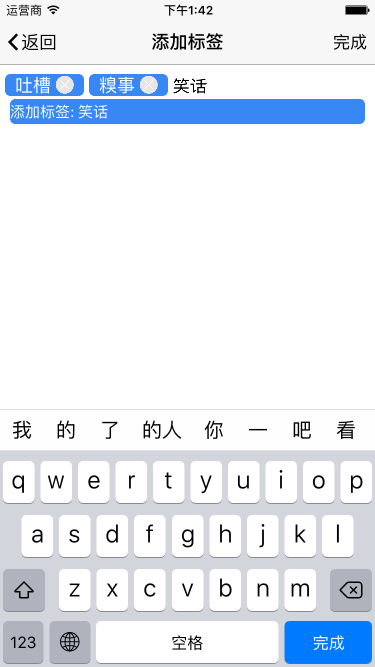 运营商 下午1:42
返回 添加标签 完成
吐槽 糗事 笑话
添加标签: 笑话
我 的 了 的人 你 一 吧 看
q w e r t y u i o p
a s d f g h j k l
z x c v b n m
123 空格 完成